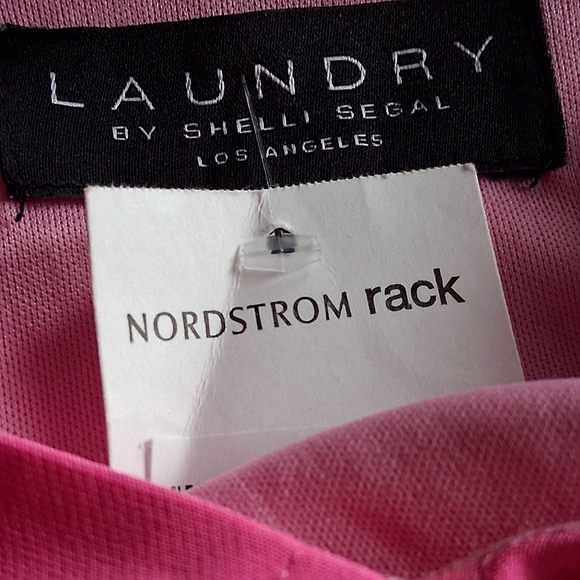 LAUNDRY
BY SHELLI SEGAL
LOS ANGELES
NORDSTROM rack